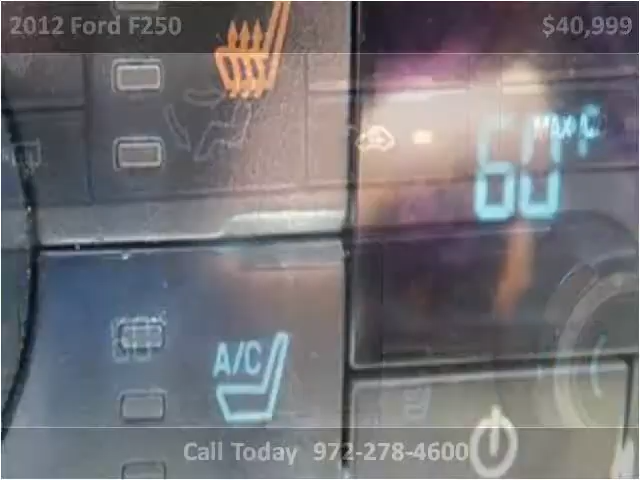 2012 Ford F250 $40,999
MAX A/C
60°F
A/C
Call Today 972-278-4600